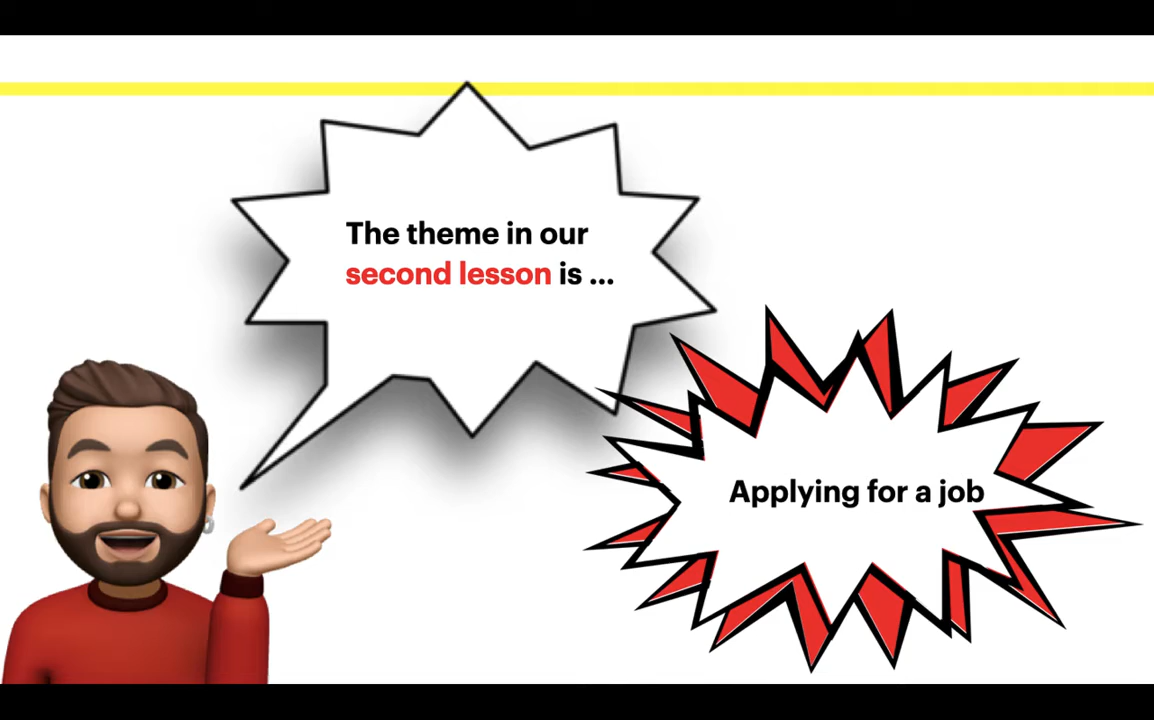 The theme in our
second lesson is ...
Applying for a job